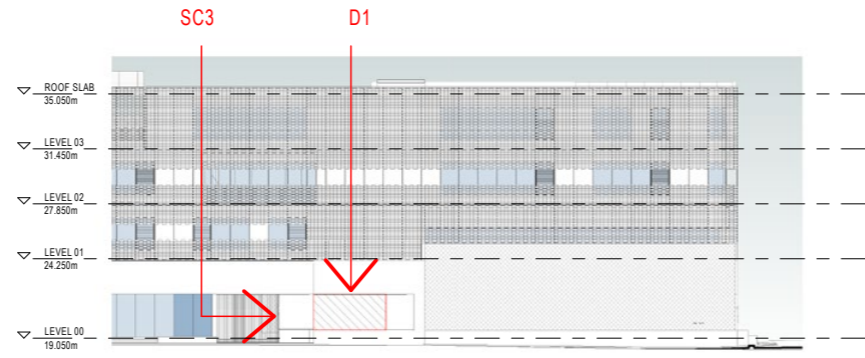 SC3 D1
ROOF SLAB
35.050m
LEVEL 03
31.450m
LEVEL 02
27.850m
LEVEL 01
24.250m
LEVEL 00
19.050m